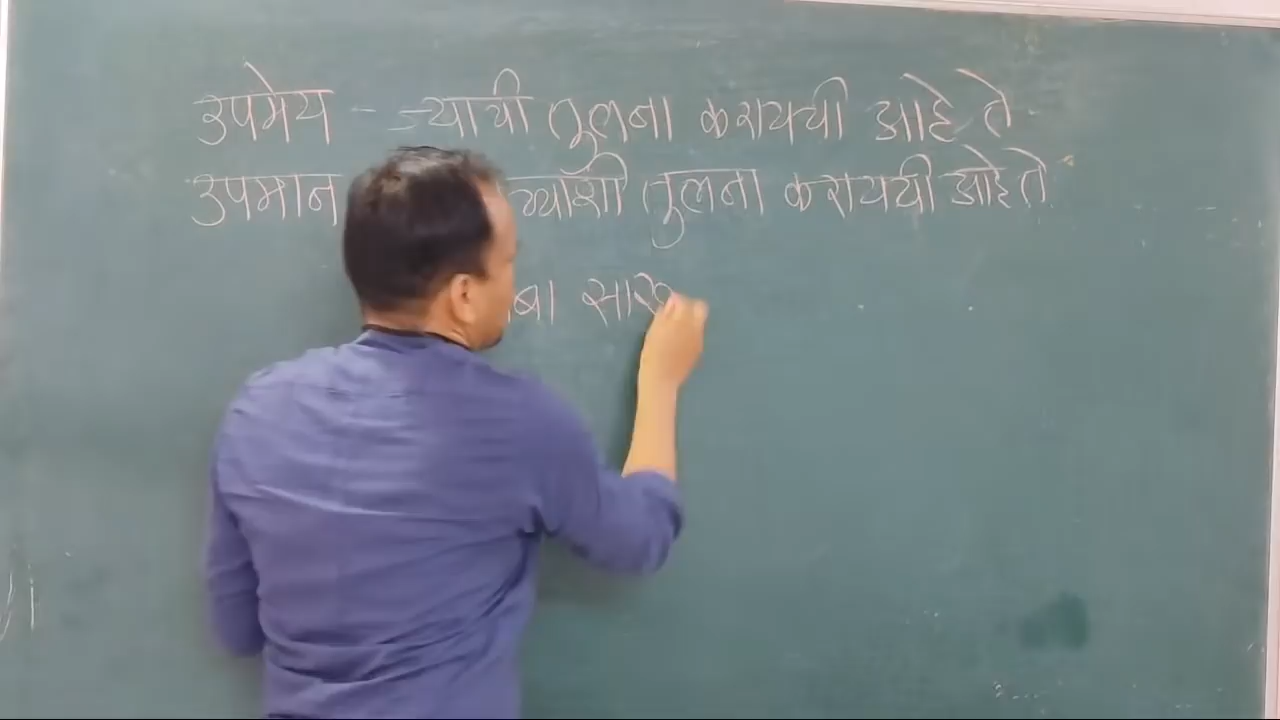 उपमेय - ज्याची तुलना करायची आहे ते
उपमान ज्याशी तुलना करायची आहे ते